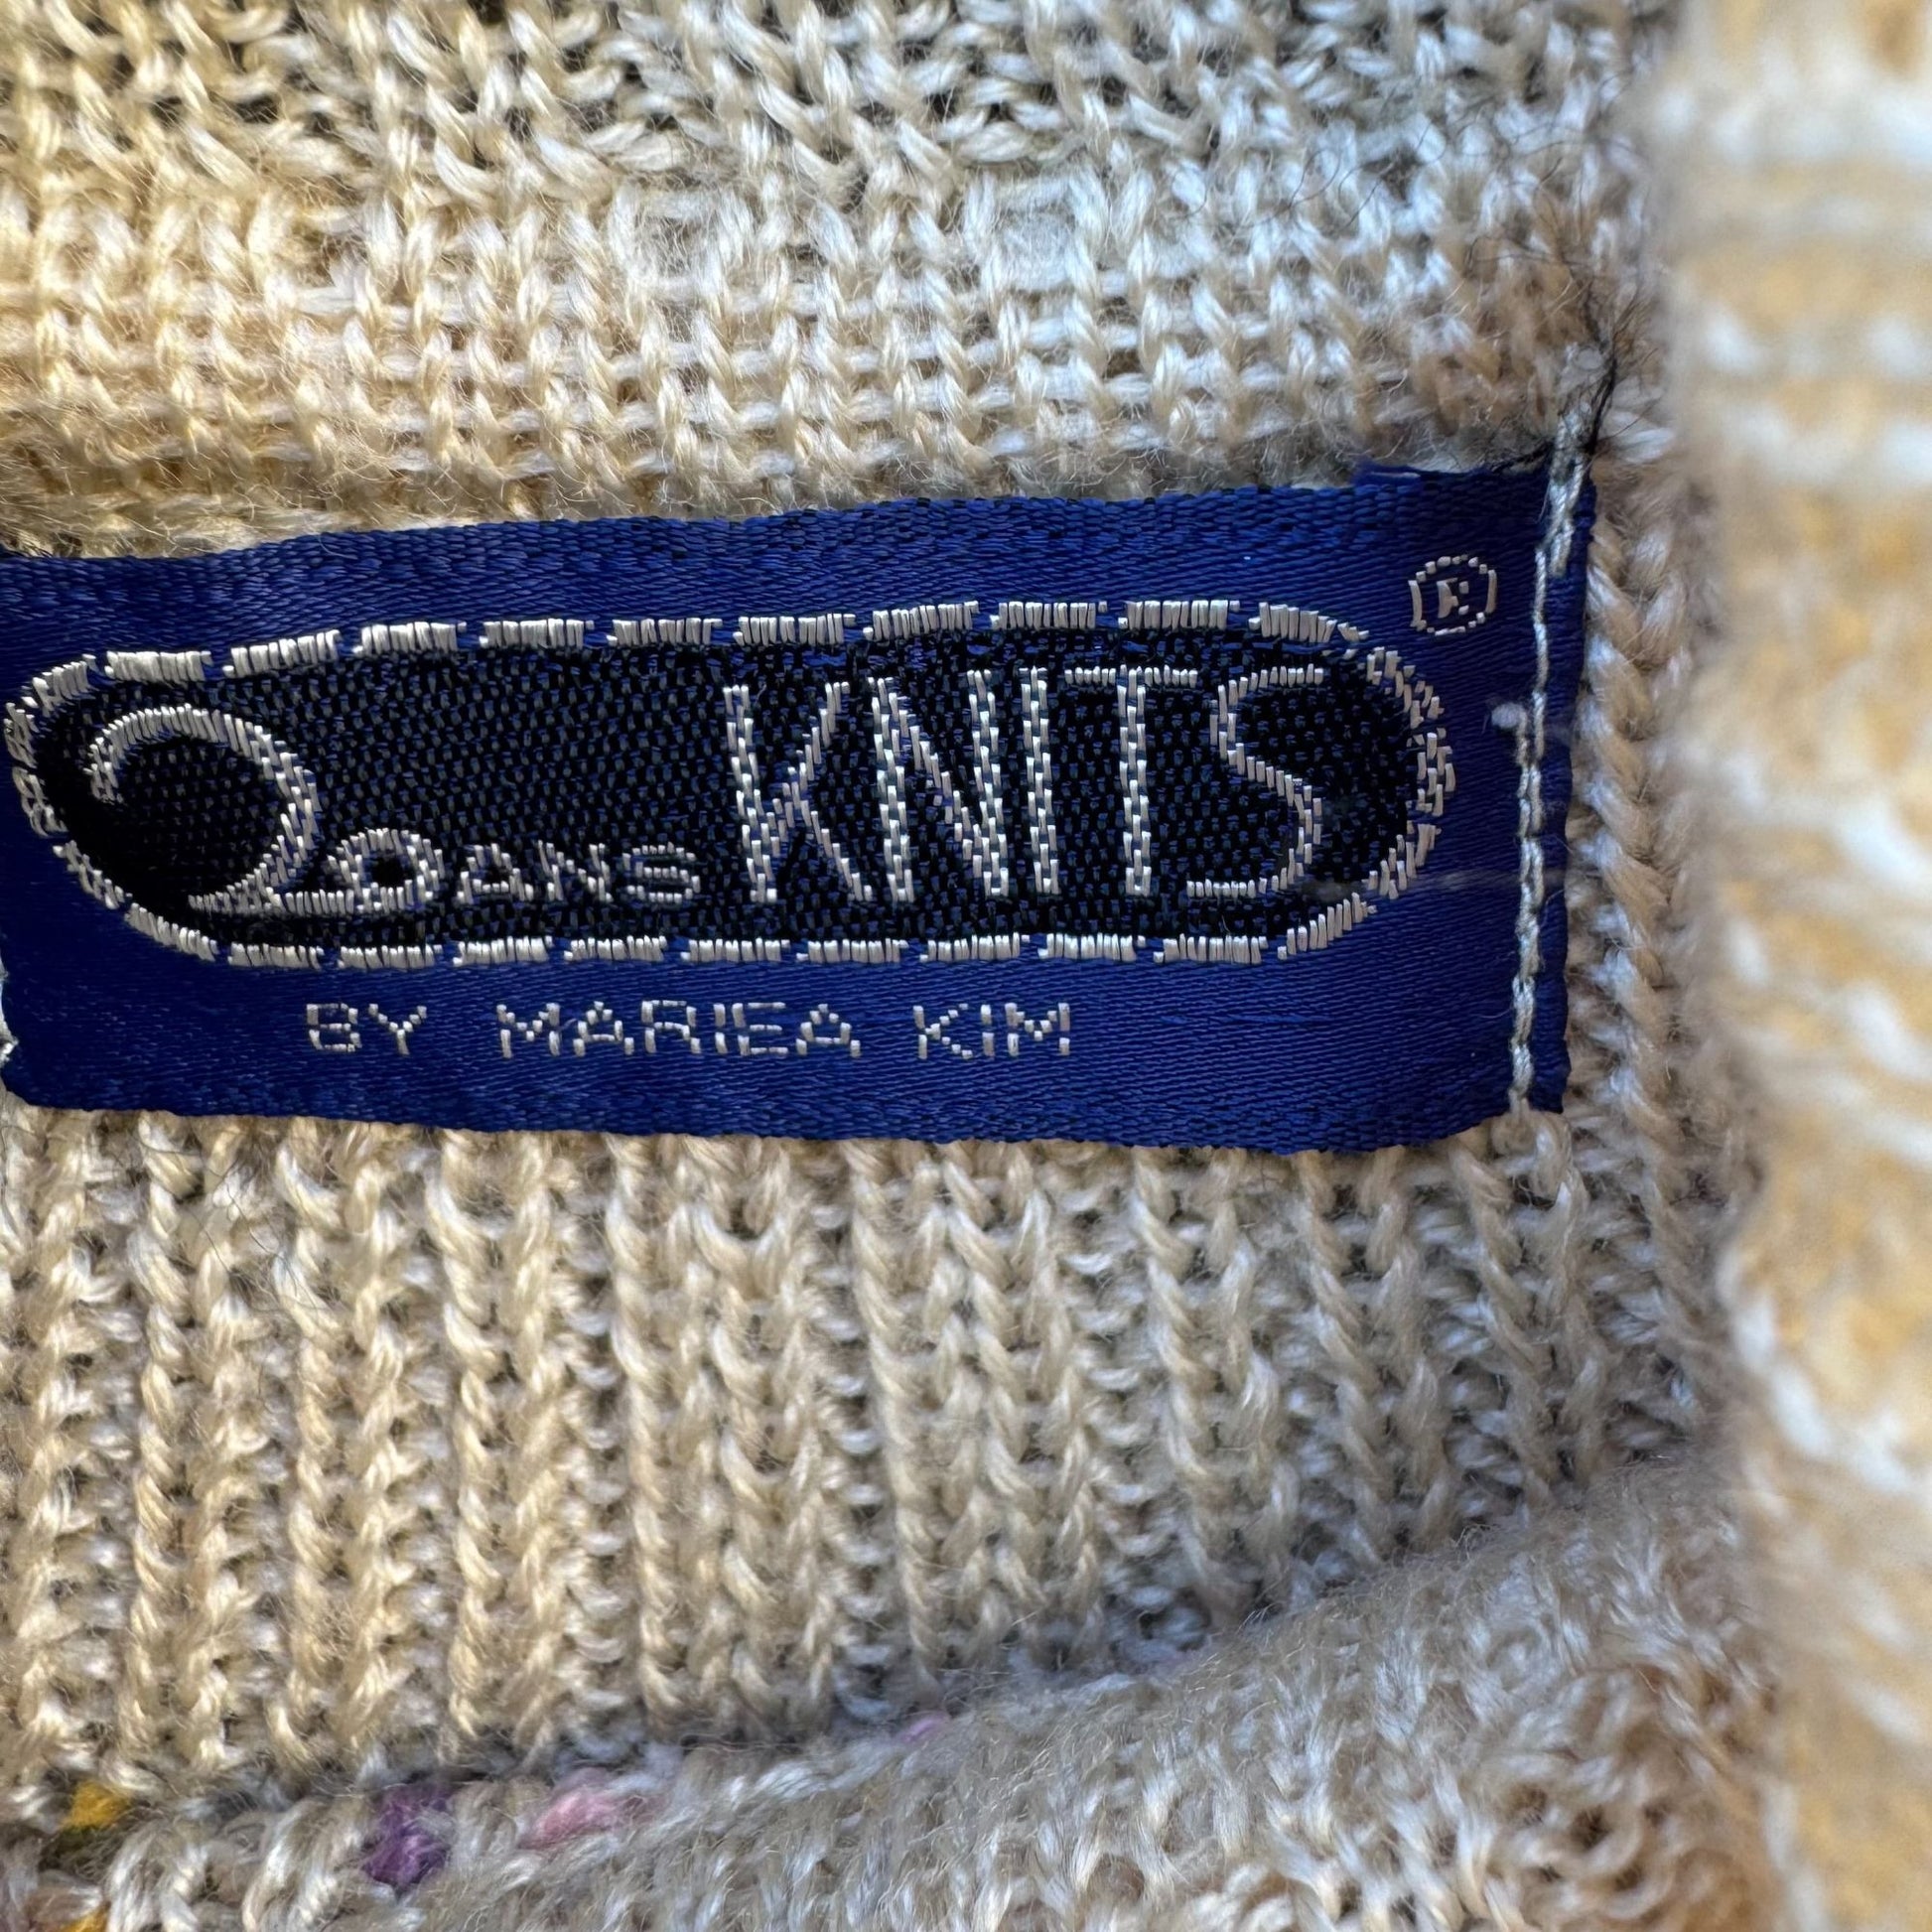 DANS KNITS ®
BY MARIEA KIM